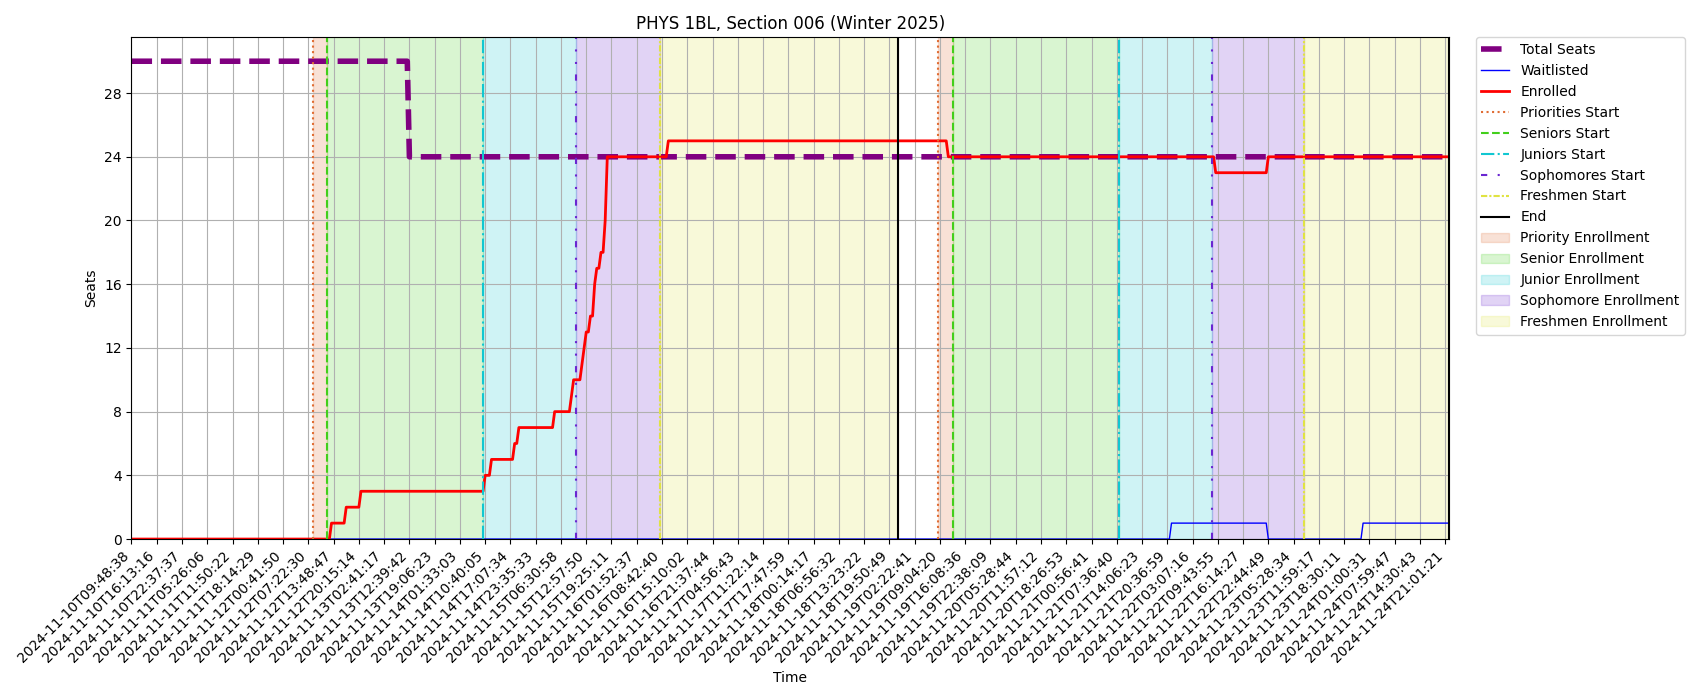 PHYS 1BL, Section 006 (Winter 2025)
Total Seats
Waitlisted
Enrolled
Priorities Start
Seniors Start
Juniors Start
Sophomores Start
Freshmen Start
End
Priority Enrollment
Senior Enrollment
Junior Enrollment
Sophomore Enrollment
Freshmen Enrollment
Seats
28
24
20
16
12
8
4
0
2024-11-10T09:48:38
2024-11-10T16:13:16
2024-11-10T22:37:37
2024-11-11T05:26:06
2024-11-11T11:50:22
2024-11-11T18:14:29
2024-11-12T00:41:50
2024-11-12T07:22:30
2024-11-12T13:48:47
2024-11-12T20:15:14
2024-11-13T02:41:17
2024-11-13T12:39:42
2024-11-13T19:06:23
2024-11-14T01:33:03
2024-11-14T10:40:05
2024-11-14T17:07:34
2024-11-14T23:35:33
2024-11-15T06:30:58
2024-11-15T12:57:50
2024-11-15T19:25:11
2024-11-16T01:52:37
2024-11-16T08:42:40
2024-11-16T15:10:02
2024-11-16T21:37:44
2024-11-17T04:56:43
2024-11-17T11:22:14
2024-11-17T17:47:59
2024-11-18T00:14:17
2024-11-18T06:56:32
2024-11-18T13:23:22
2024-11-18T19:50:49
2024-11-19T02:22:41
2024-11-19T09:04:20
2024-11-19T16:08:36
2024-11-19T22:38:09
2024-11-20T05:28:44
2024-11-20T11:57:12
2024-11-20T18:26:53
2024-11-21T00:56:41
2024-11-21T07:36:40
2024-11-21T14:06:23
2024-11-21T20:36:59
2024-11-22T03:07:16
2024-11-22T09:43:55
2024-11-22T16:14:27
2024-11-22T22:44:49
2024-11-23T05:28:34
2024-11-23T11:59:17
2024-11-23T18:30:11
2024-11-24T01:00:31
2024-11-24T07:59:47
2024-11-24T14:30:43
2024-11-24T21:01:21
Time